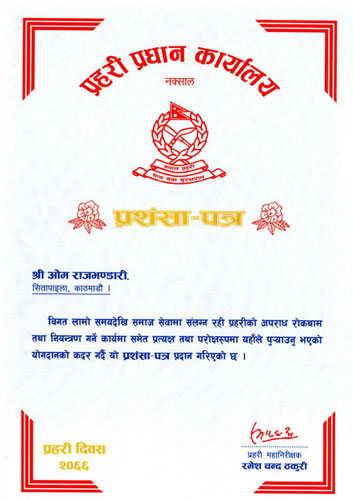 प्रहरी प्रधान कार्यालय
नक्साल
नेपाल प्रहरी
सत्य सेवा सुरक्षणम्
प्रशंसा-पत्र
श्री ओम राजभण्डारी,
सितापाइला, काठमाडौं ।
विगत लामो समयदेखि समाज सेवामा संलग्न रही प्रहरीको अपराध रोकथाम
तथा नियन्त्रण गर्ने कार्यमा समेत प्रत्यक्ष तथा परोक्षरुपमा यहाँले पुऱ्याउनु भएको
योगदानको कदर गर्दै यो प्रशंसा-पत्र प्रदान गरिएको छ ।
प्रहरी दिवस
२०६६
प्रहरी महानिरीक्षक
रमेश चन्द ठकुरी